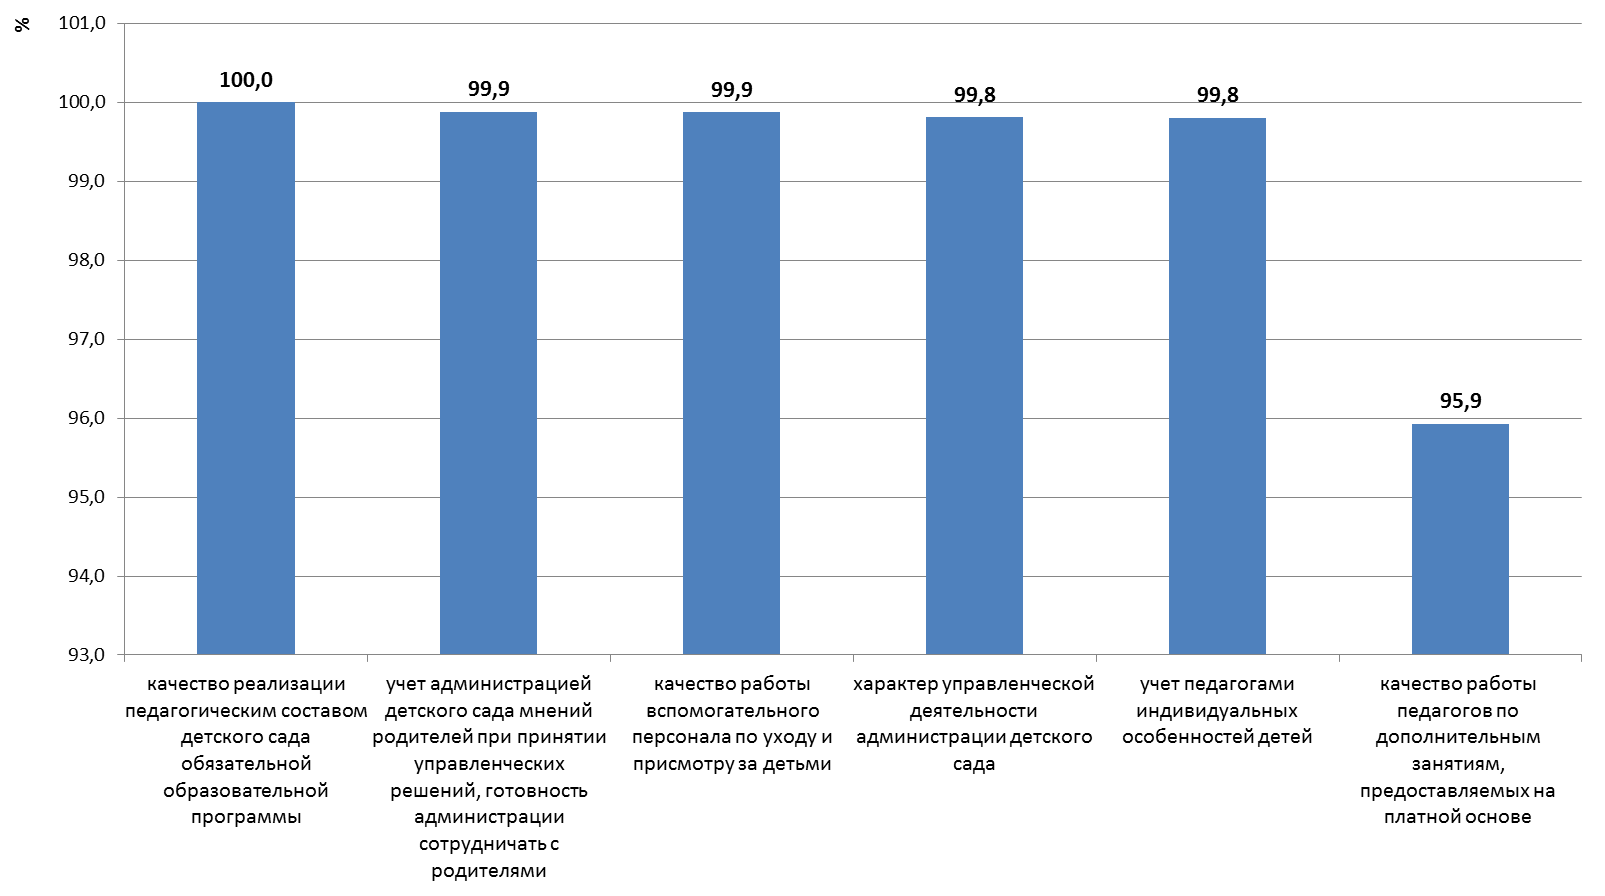 %
101,0
100,0
99,0
98,0
97,0
96,0
95,0
94,0
93,0
100,0
99,9
99,9
99,8
99,8
95,9
качество реализации
педагогическим составом
детского сада
обязательной
образовательной
программы
учет администрацией
детского сада мнений
родителей при принятии
управленческих
решений, готовность
администрации
сотрудничать с
родителями
качество работы
вспомогательного
персонала по уходу и
присмотру за детьми
характер управленческой
деятельности
администрации детского
сада
учет педагогами
индивидуальных
особенностей детей
качество работы
педагогов по
дополнительным
занятиям,
предоставляемых на
платной основе